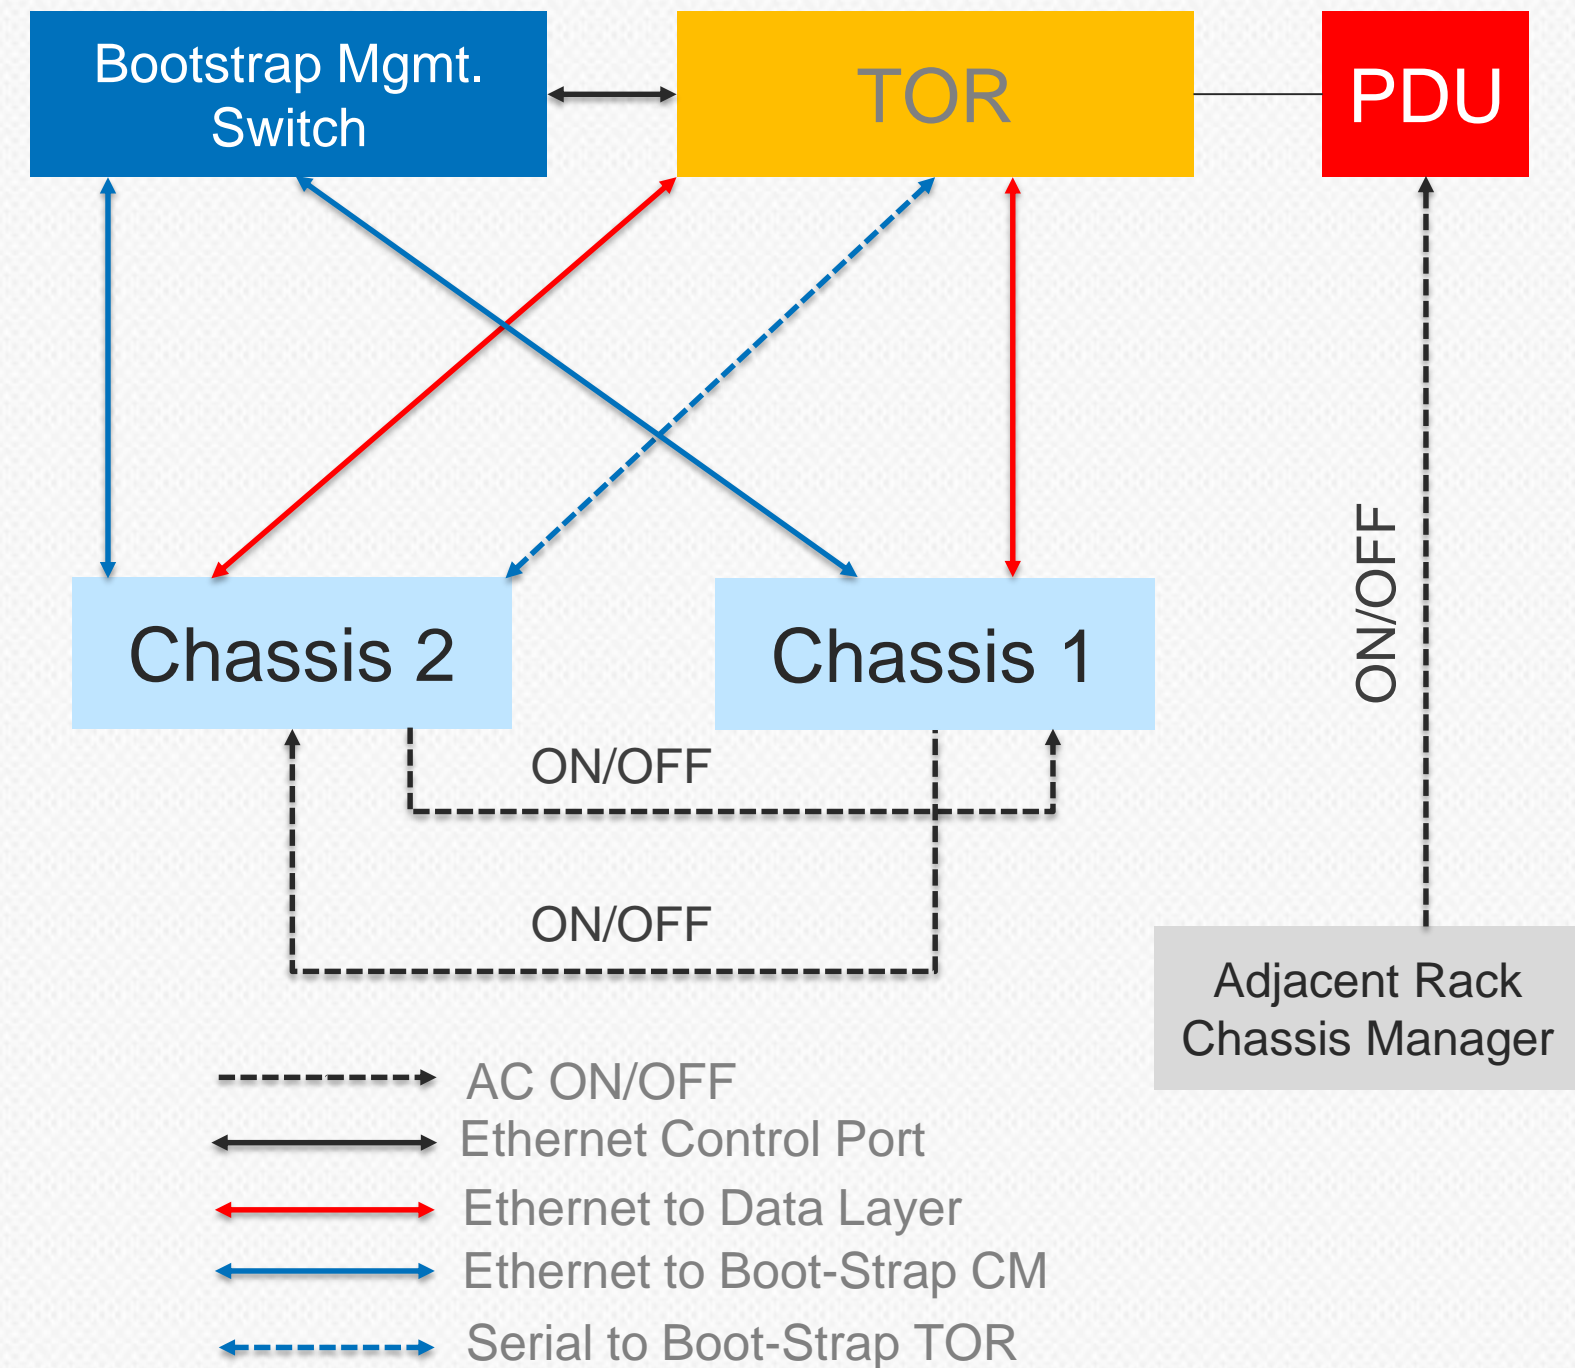 Bootstrap Mgmt.
Switch
TOR
PDU
Chassis 2
Chassis 1
ON/OFF
ON/OFF
ON/OFF
Adjacent Rack
Chassis Manager
AC ON/OFF
Ethernet Control Port
Ethernet to Data Layer
Ethernet to Boot-Strap CM
Serial to Boot-Strap TOR